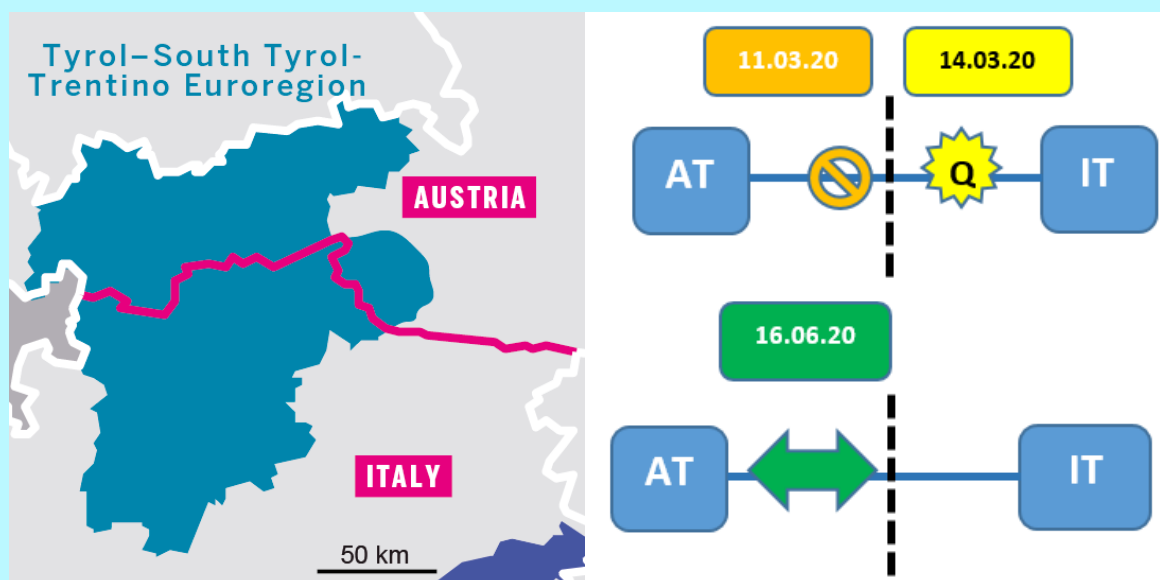 Tyrol–South Tyrol-
Trentino Euroregion
AUSTRIA
ITALY
50 km
11.03.20
14.03.20
AT
Q
IT
16.06.20
AT
IT